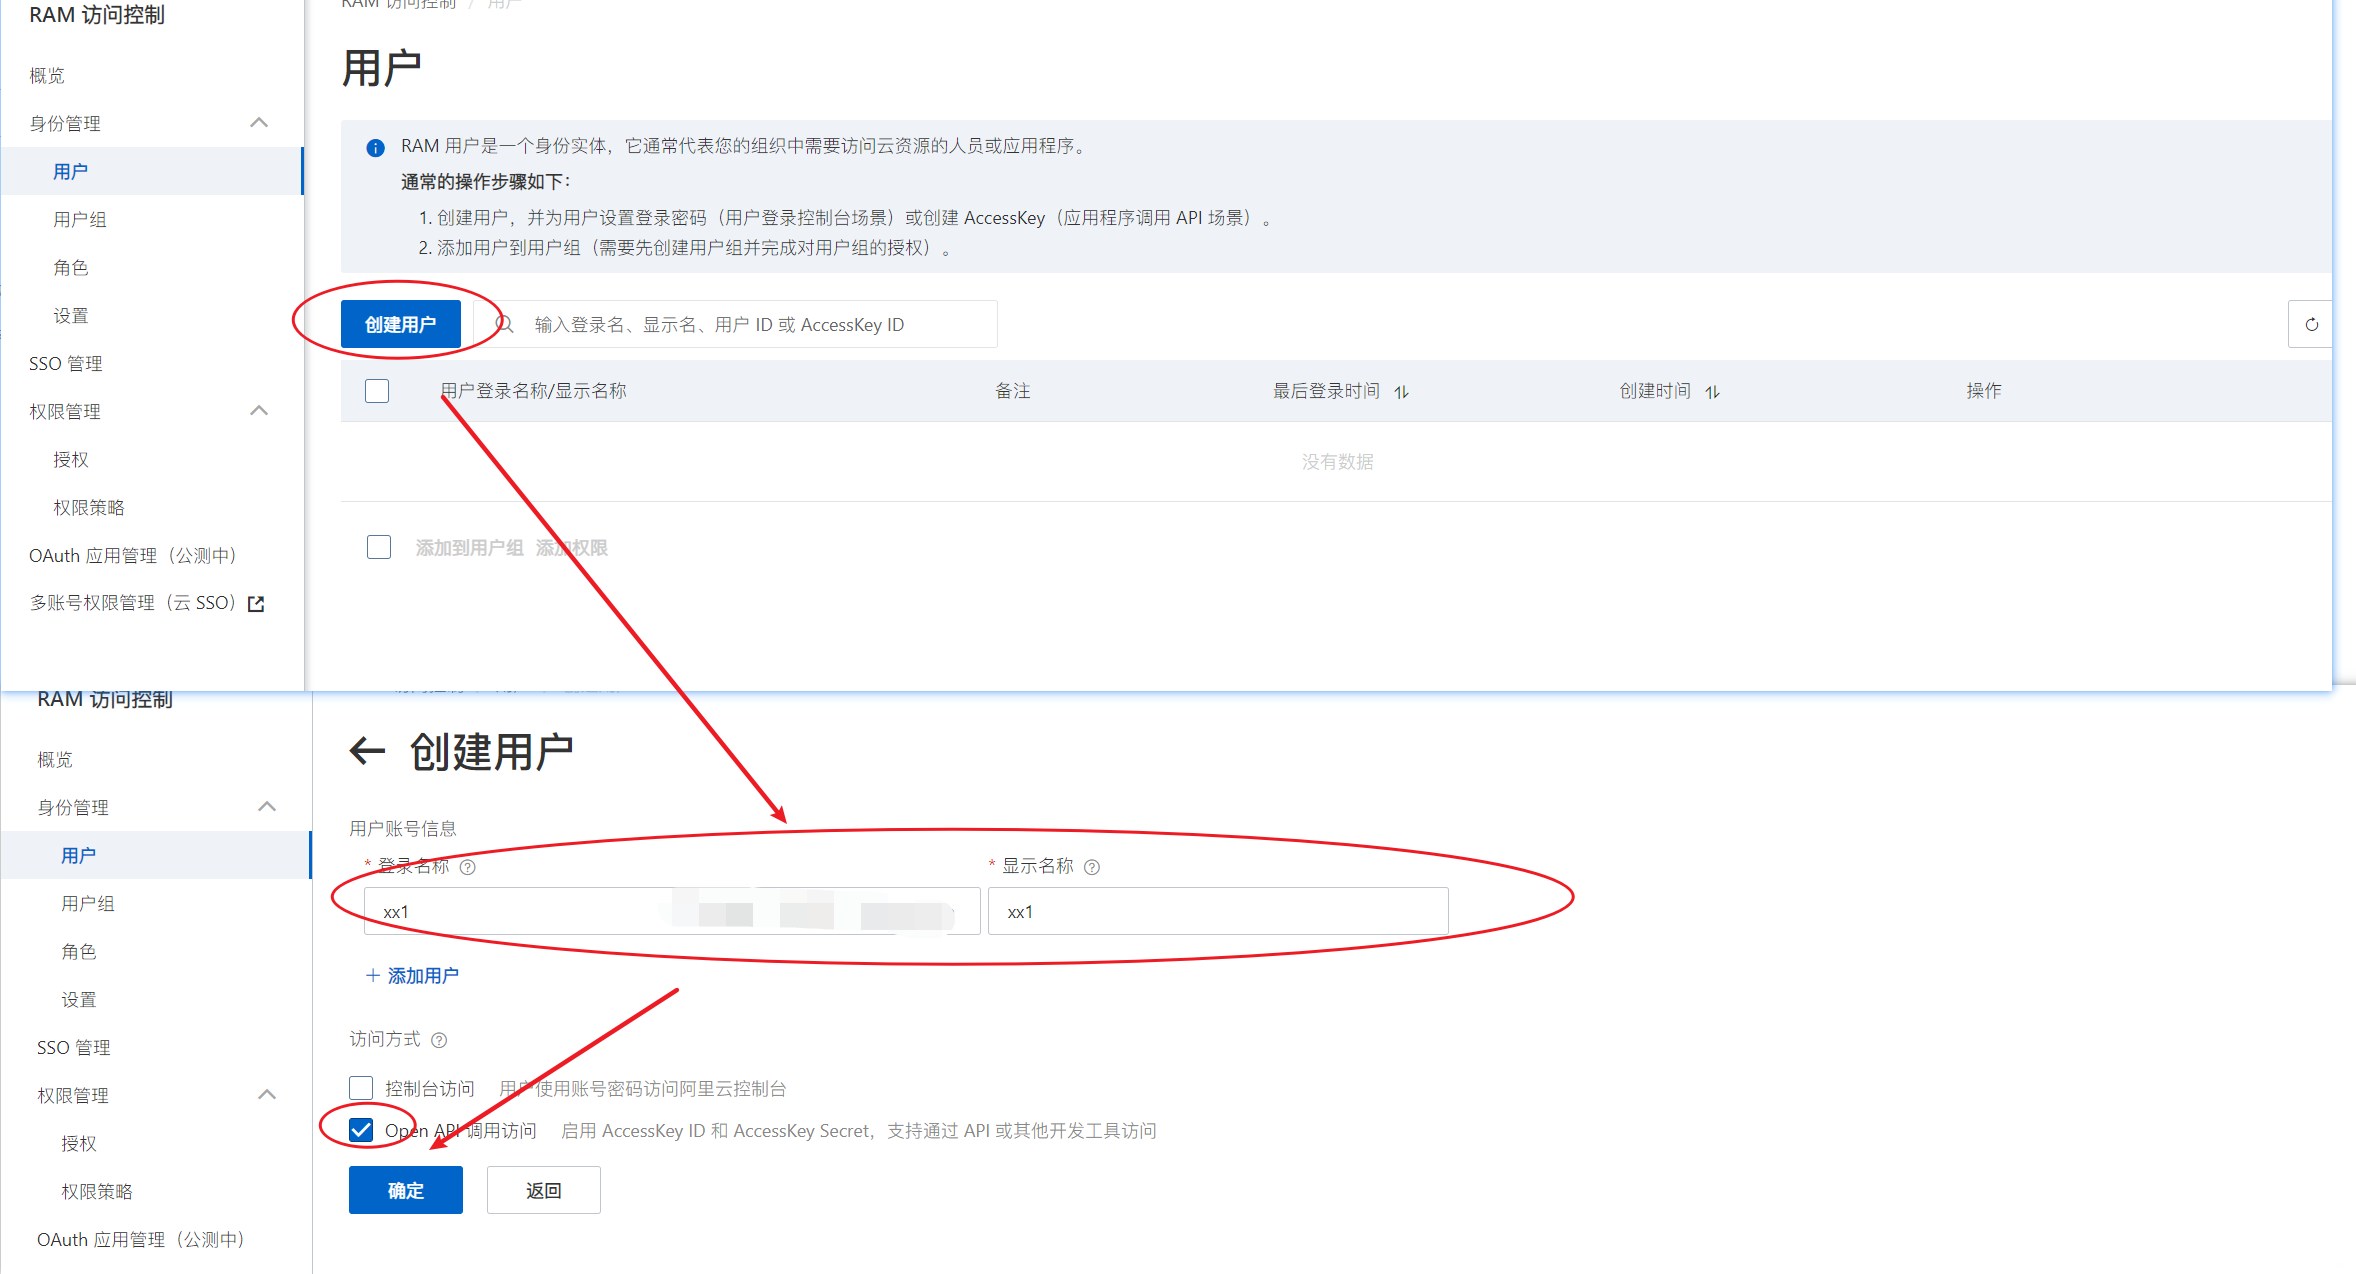 RAM 访问控制
概览
身份管理
用户
用户组
角色
设置
SSO 管理
权限管理
授权
权限策略
OAuth 应用管理（公测中）
多账号权限管理（云 SSO）
RAM 访问控制 / 用户
用户
RAM 用户是一个身份实体，它通常代表您的组织中需要访问云资源的人员或应用程序。
通常的操作步骤如下：
1. 创建用户，并为用户设置登录密码（用户登录控制台场景）或创建 AccessKey（应用程序调用 API 场景）。
2. 添加用户到用户组（需要先创建用户组并完成对用户组的授权）。
创建用户 输入登录名、显示名、用户 ID 或 AccessKey ID
用户登录名称/显示名称 备注 最后登录时间 创建时间 操作
没有数据
添加到用户组 添加权限
RAM 访问控制
概览
身份管理
用户
用户组
角色
设置
SSO 管理
权限管理
授权
权限策略
OAuth 应用管理（公测中）
创建用户
用户账号信息
* 登录名称 * 显示名称
xx1 xx1
+ 添加用户
访问方式
控制台访问 用户使用账号密码访问阿里云控制台
Open API 调用访问 启用 AccessKey ID 和 AccessKey Secret，支持通过 API 或其他开发工具访问
确定 返回